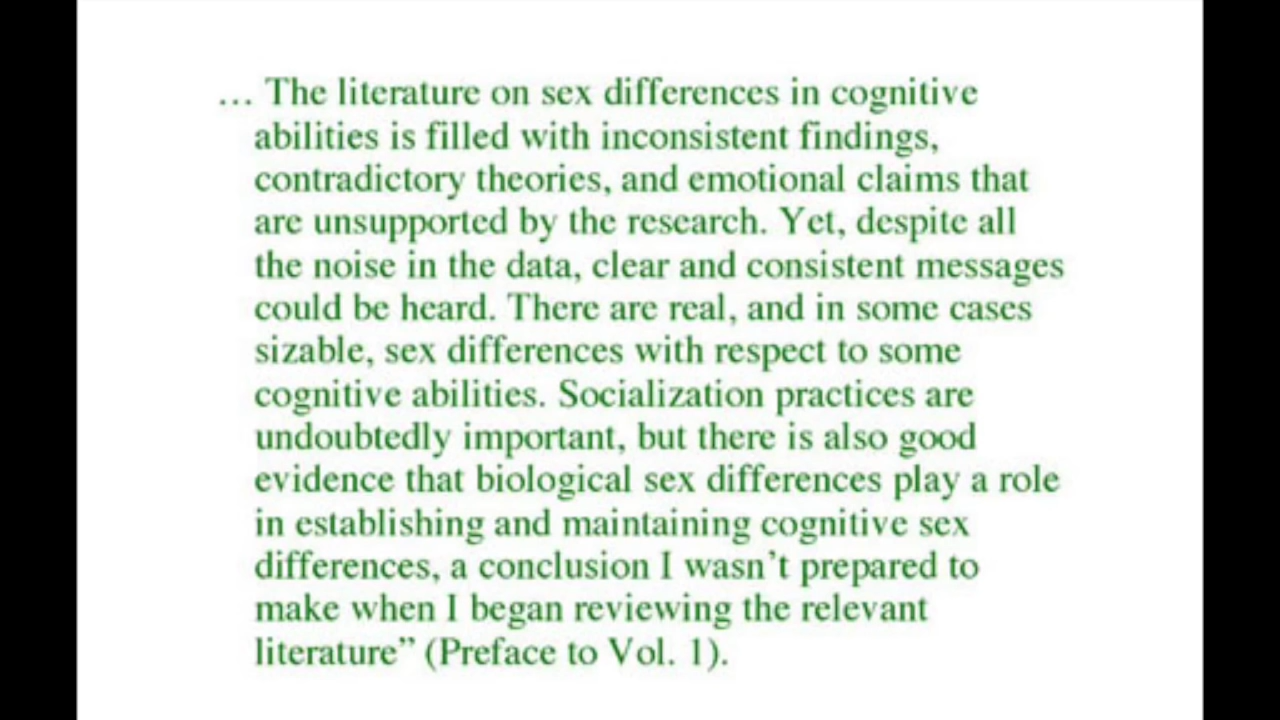 … The literature on sex differences in cognitive
abilities is filled with inconsistent findings,
contradictory theories, and emotional claims that
are unsupported by the research. Yet, despite all
the noise in the data, clear and consistent messages
could be heard. There are real, and in some cases
sizable, sex differences with respect to some
cognitive abilities. Socialization practices are
undoubtedly important, but there is also good
evidence that biological sex differences play a role
in establishing and maintaining cognitive sex
differences, a conclusion I wasn’t prepared to
make when I began reviewing the relevant
literature” (Preface to Vol. 1).